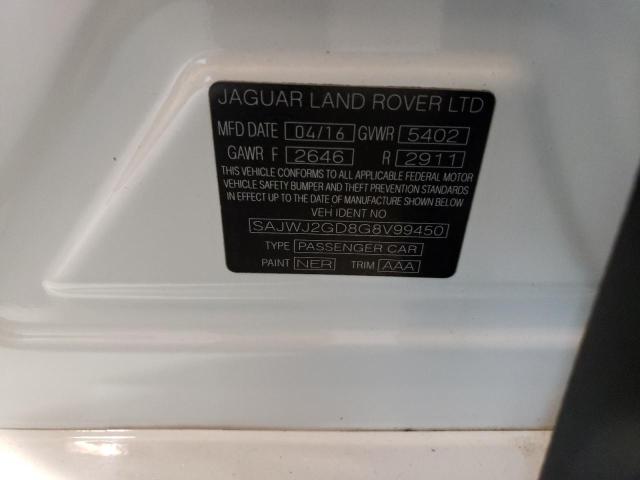 JAGUAR LAND ROVER LTD
MFD DATE 04/16 GVWR 5402
GAWR F 2646 R 2911
THIS VEHICLE CONFORMS TO ALL APPLICABLE FEDERAL MOTOR
VEHICLE SAFETY BUMPER AND THEFT PREVENTION STANDARDS
IN EFFECT UP TO THE DATE OF MANUFACTURE SHOWN ABOVE
VEH IDENT NO
SAJWJ2GD8G8V99450
TYPE PASSENGER CAR
PAINT NER TRIM AAA